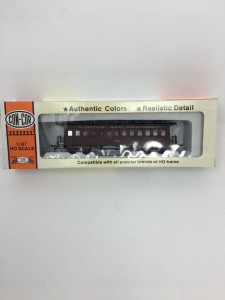 ★Authentic Colors ★Realistic Detail
CON-COR
1/87
HO SCALE
Compatible with all popular brands of HO trains